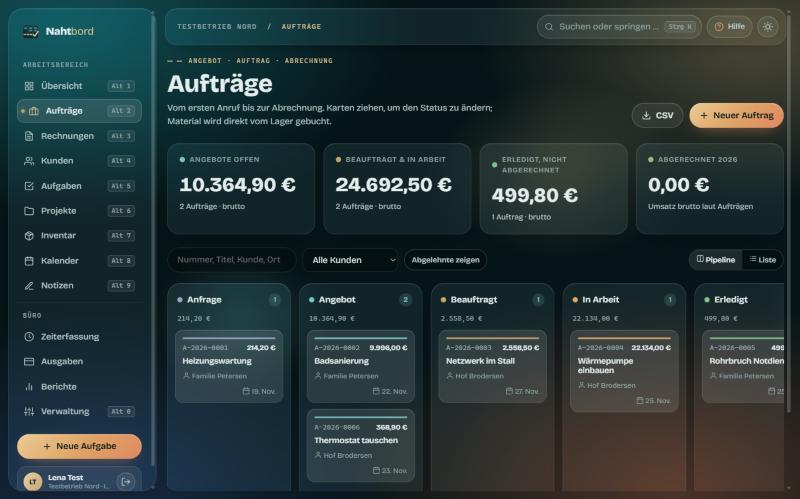 Nahtbord
ARBEITSBEREICH
Übersicht Alt 1
Aufträge Alt 2
Rechnungen Alt 3
Kunden Alt 4
Aufgaben Alt 5
Projekte Alt 6
Inventar Alt 7
Kalender Alt 8
Notizen Alt 9
BÜRO
Zeiterfassung
Ausgaben
Berichte
Verwaltung Alt 0
+ Neue Aufgabe
LT Lena Test
Testbetrieb Nord · L…
TESTBETRIEB NORD / AUFTRÄGE
Suchen oder springen … Strg K
Hilfe
ANGEBOT · AUFTRAG · ABRECHNUNG
Aufträge
Vom ersten Anruf bis zur Abrechnung. Karten ziehen, um den Status zu ändern;
Material wird direkt vom Lager gebucht.
CSV
+ Neuer Auftrag
ANGEBOTE OFFEN
10.364,90 €
2 Aufträge · brutto
BEAUFTRAGT & IN ARBEIT
24.692,50 €
2 Aufträge · brutto
ERLEDIGT, NICHT
ABGERECHNET
499,80 €
1 Auftrag · brutto
ABGERECHNET 2026
0,00 €
Umsatz brutto laut Aufträgen
Nummer, Titel, Kunde, Ort
Alle Kunden
Abgelehnte zeigen
Pipeline
Liste
Anfrage 1
214,20 €
A-2026-0001 214,20 €
Heizungswartung
Familie Petersen
19. Nov.
Angebot 2
10.364,90 €
A-2026-0002 9.996,00 €
Badsanierung
Familie Petersen
22. Nov.
A-2026-0006 368,90 €
Thermostat tauschen
Hof Brodersen
23. Nov.
Beauftragt 1
2.558,50 €
A-2026-0003 2.558,50 €
Netzwerk im Stall
Hof Brodersen
27. Nov.
In Arbeit 1
22.134,00 €
A-2026-0004 22.134,00 €
Wärmepumpe
einbauen
Hof Brodersen
25. Nov.
Erledigt
499,80 €
A-2026-0005 499
Rohrbruch Notdien
Familie Petersen
25